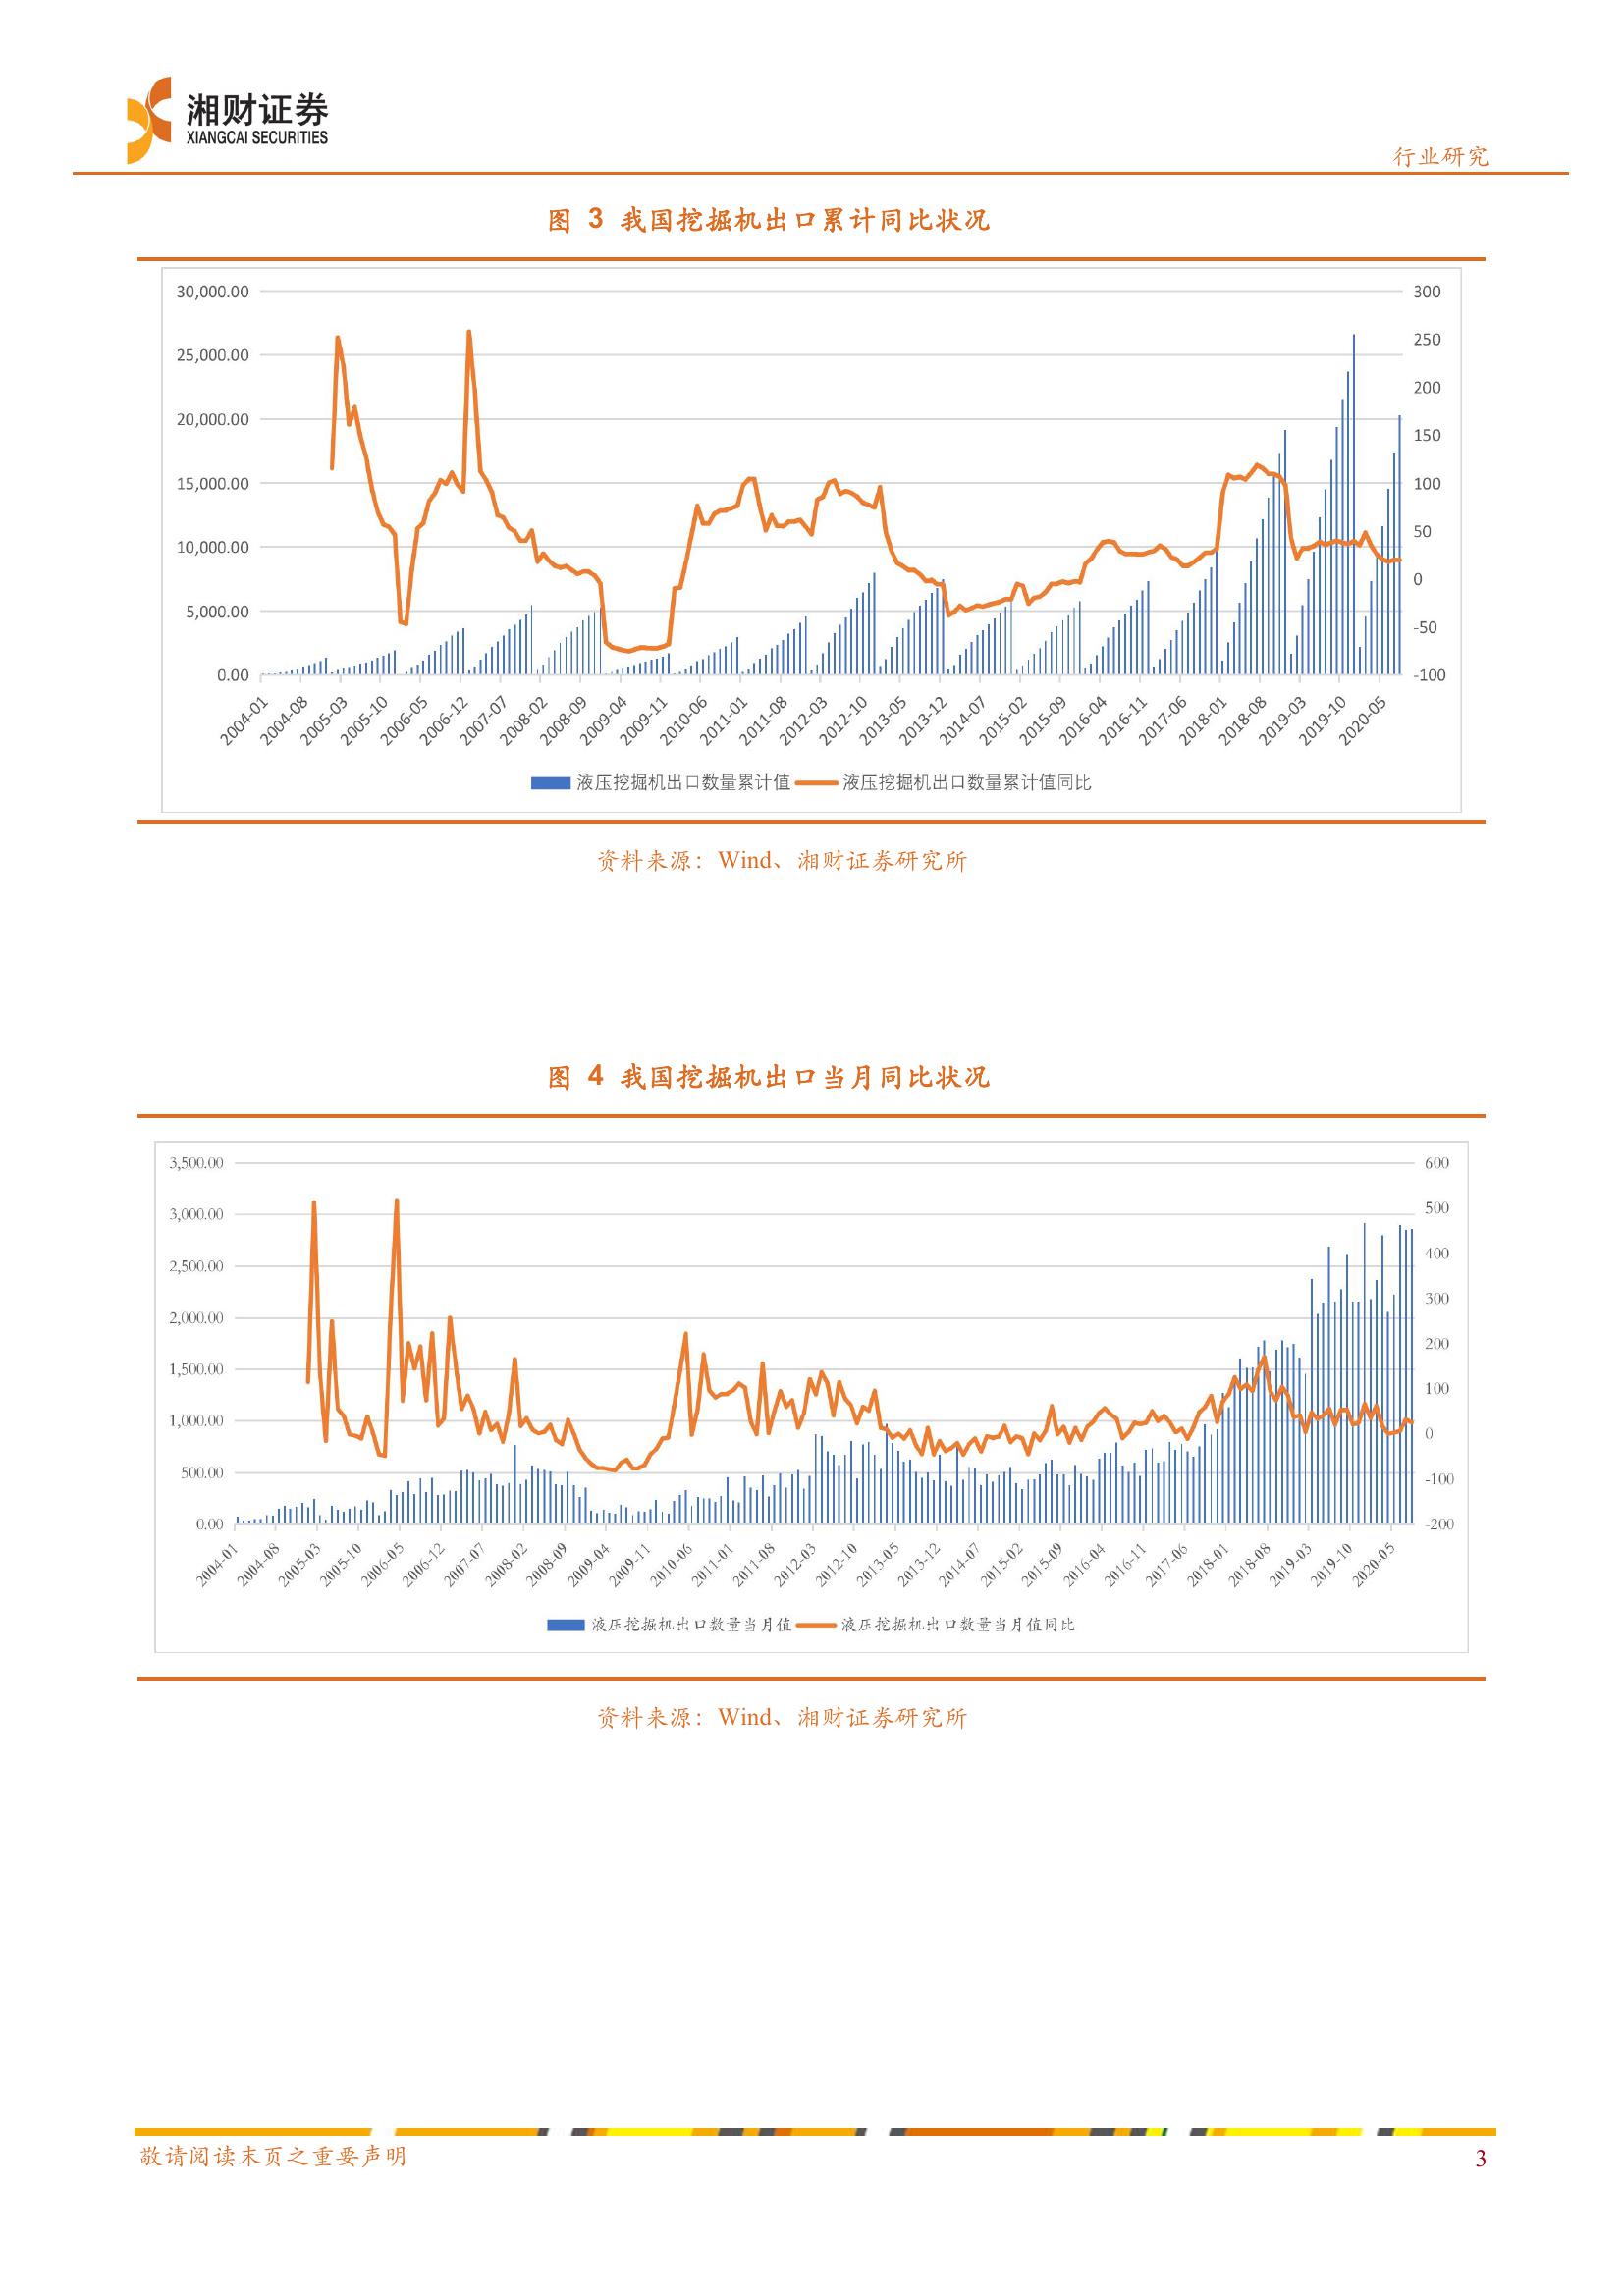 湘财证券
XIANGCAI SECURITIES
行业研究
图 3 我国挖掘机出口累计同比状况
30,000.00
25,000.00
20,000.00
15,000.00
10,000.00
5,000.00
0.00
300
250
200
150
100
50
0
-50
-100
2004-01 2004-08 2005-03 2005-10 2006-05 2006-12 2007-07 2008-02 2008-09 2009-04 2009-11 2010-06 2011-01 2011-08 2012-03 2012-10 2013-05 2013-12 2014-07 2015-02 2015-09 2016-04 2016-11 2017-06 2018-01 2018-08 2019-03 2019-10 2020-05
液压挖掘机出口数量累计值 液压挖掘机出口数量累计值同比
资料来源：Wind、湘财证券研究所
图 4 我国挖掘机出口当月同比状况
3,500.00
3,000.00
2,500.00
2,000.00
1,500.00
1,000.00
500.00
0.00
600
500
400
300
200
100
0
-100
-200
2004-01 2004-08 2005-03 2005-10 2006-05 2006-12 2007-07 2008-02 2008-09 2009-04 2009-11 2010-06 2011-01 2011-08 2012-03 2012-10 2013-05 2013-12 2014-07 2015-02 2015-09 2016-04 2016-11 2017-06 2018-01 2018-08 2019-03 2019-10 2020-05
液压挖掘机出口数量当月值 液压挖掘机出口数量当月值同比
资料来源：Wind、湘财证券研究所
敬请阅读末页之重要声明
3